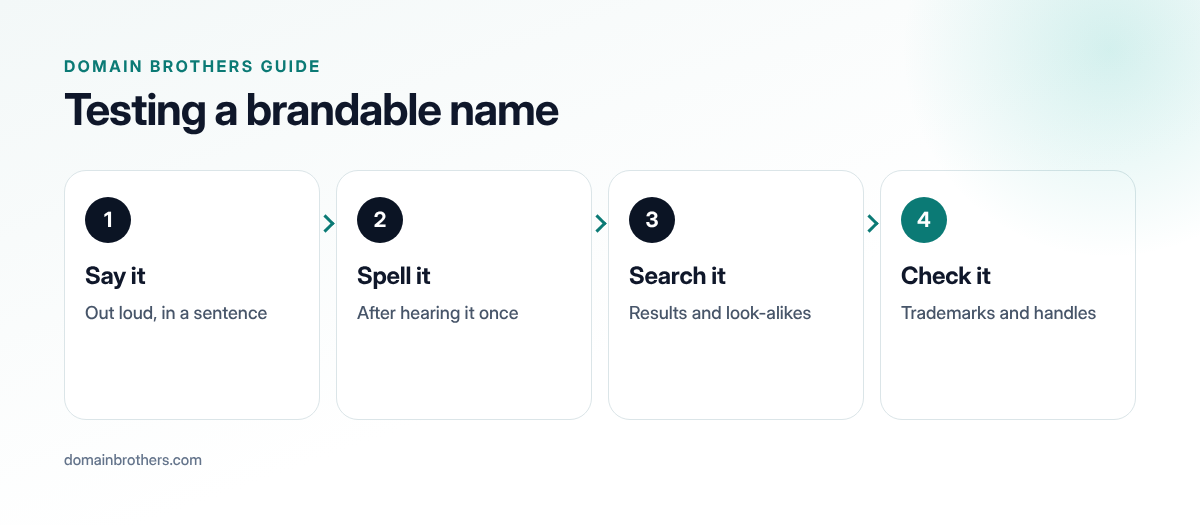 DOMAIN BROTHERS GUIDE
Testing a brandable name
1
Say it
Out loud, in a sentence
2
Spell it
After hearing it once
3
Search it
Results and look-alikes
4
Check it
Trademarks and handles
domainbrothers.com